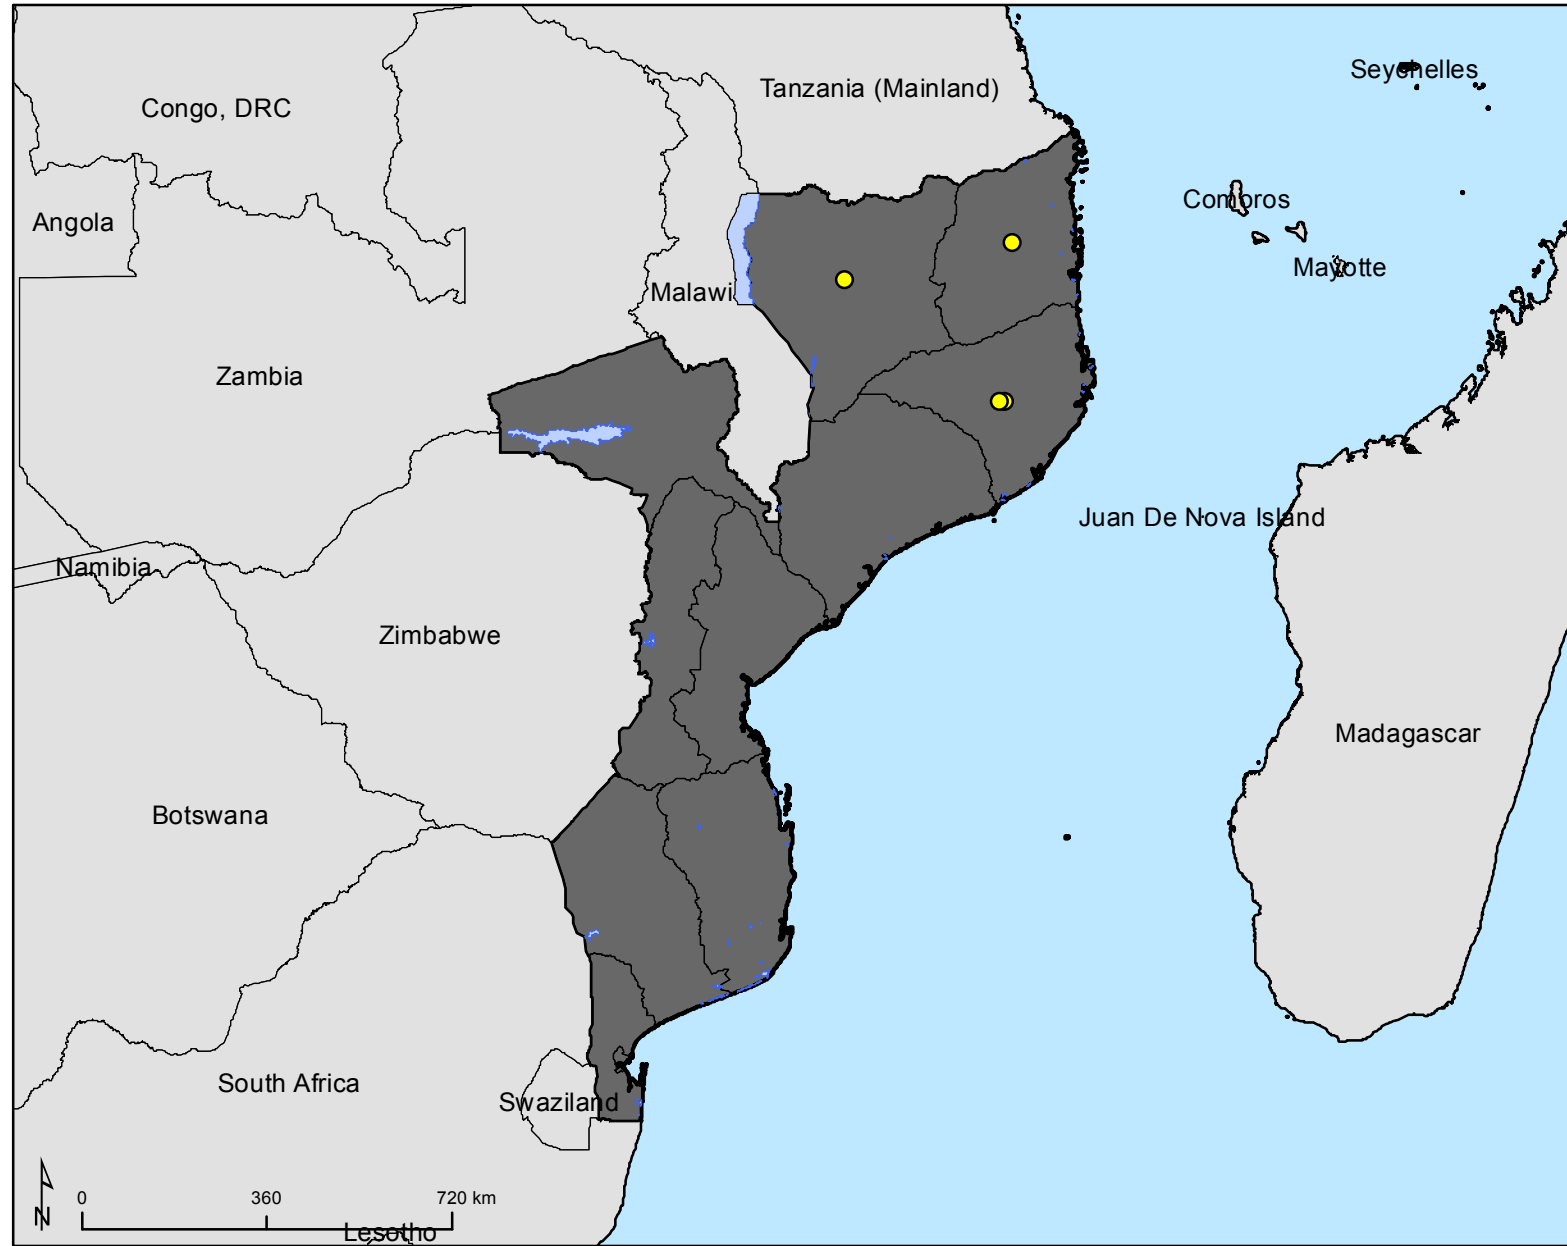 Seychelles
Tanzania (Mainland)
Congo, DRC
Comoros
Angola
Mayotte
Malawi
Zambia
Juan De Nova Island
Namibia
Zimbabwe
Madagascar
Botswana
South Africa
Swaziland
0 360 720 km
N
Lesotho